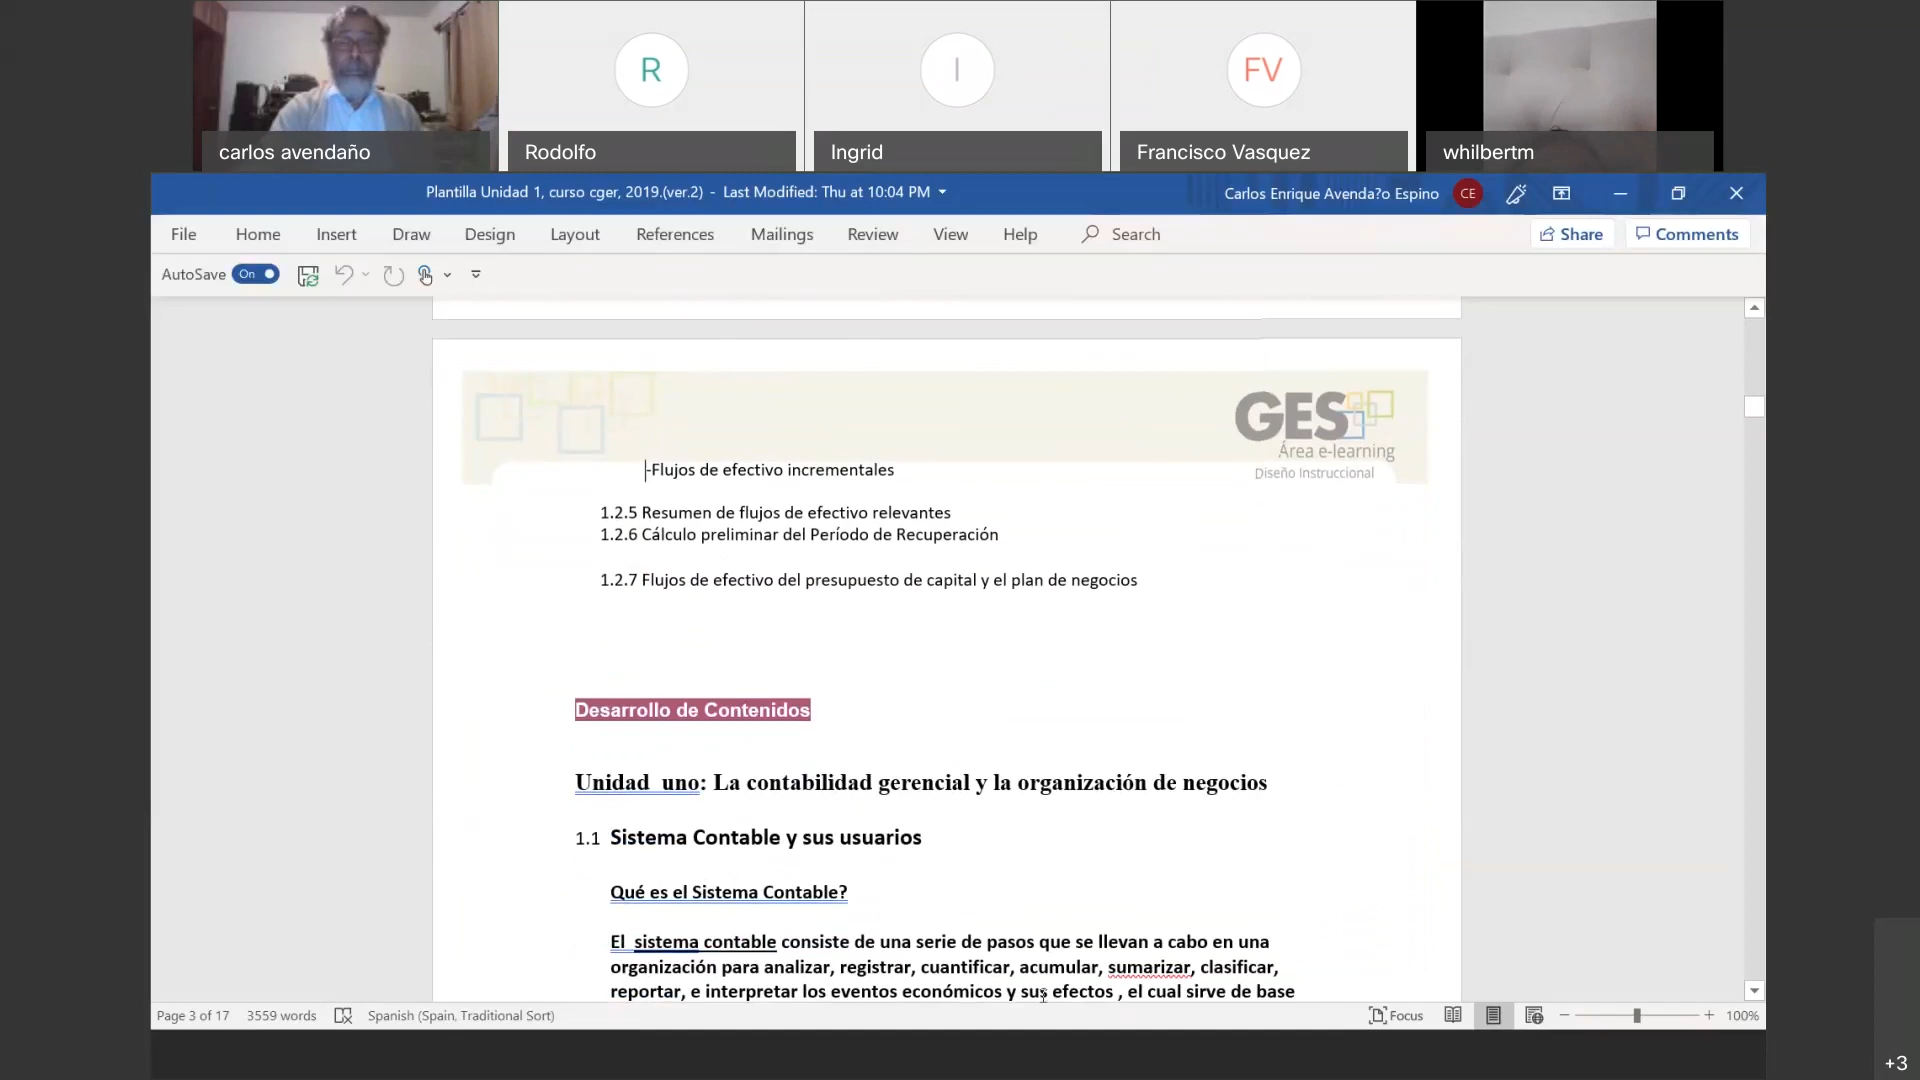 R
I
FV
carlos avendaño
Rodolfo
Ingrid
Francisco Vasquez
whilbertm
Plantilla Unidad 1, curso cger, 2019.(ver.2) - Last Modified: Thu at 10:04 PM
Carlos Enrique Avenda?o Espino
CE
File Home Insert Draw Design Layout References Mailings Review View Help Search Share Comments
AutoSave On
GES
Área e-learning
Diseño Instruccional
-Flujos de efectivo incrementales
1.2.5 Resumen de flujos de efectivo relevantes
1.2.6 Cálculo preliminar del Período de Recuperación
1.2.7 Flujos de efectivo del presupuesto de capital y el plan de negocios
Desarrollo de Contenidos
Unidad uno: La contabilidad gerencial y la organización de negocios
1.1 Sistema Contable y sus usuarios
Qué es el Sistema Contable?
El sistema contable consiste de una serie de pasos que se llevan a cabo en una
organización para analizar, registrar, cuantificar, acumular, sumarizar, clasificar,
reportar, e interpretar los eventos económicos y sus efectos , el cual sirve de base
Page 3 of 17 3559 words Spanish (Spain, Traditional Sort) Focus 100%
+3